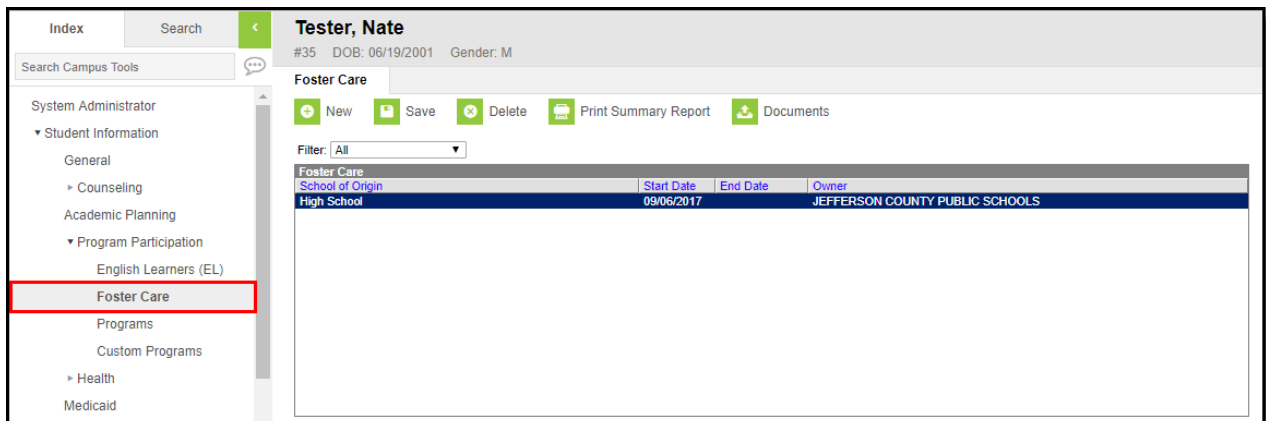 Index Search <
Search Campus Tools
System Administrator
▾ Student Information
General
▸ Counseling
Academic Planning
▾ Program Participation
English Learners (EL)
Foster Care
Programs
Custom Programs
▸ Health
Medicaid
Tester, Nate
#35 DOB: 06/19/2001 Gender: M
Foster Care
New Save Delete Print Summary Report Documents
Filter: All
Foster Care
School of Origin Start Date End Date Owner
High School 09/06/2017 JEFFERSON COUNTY PUBLIC SCHOOLS